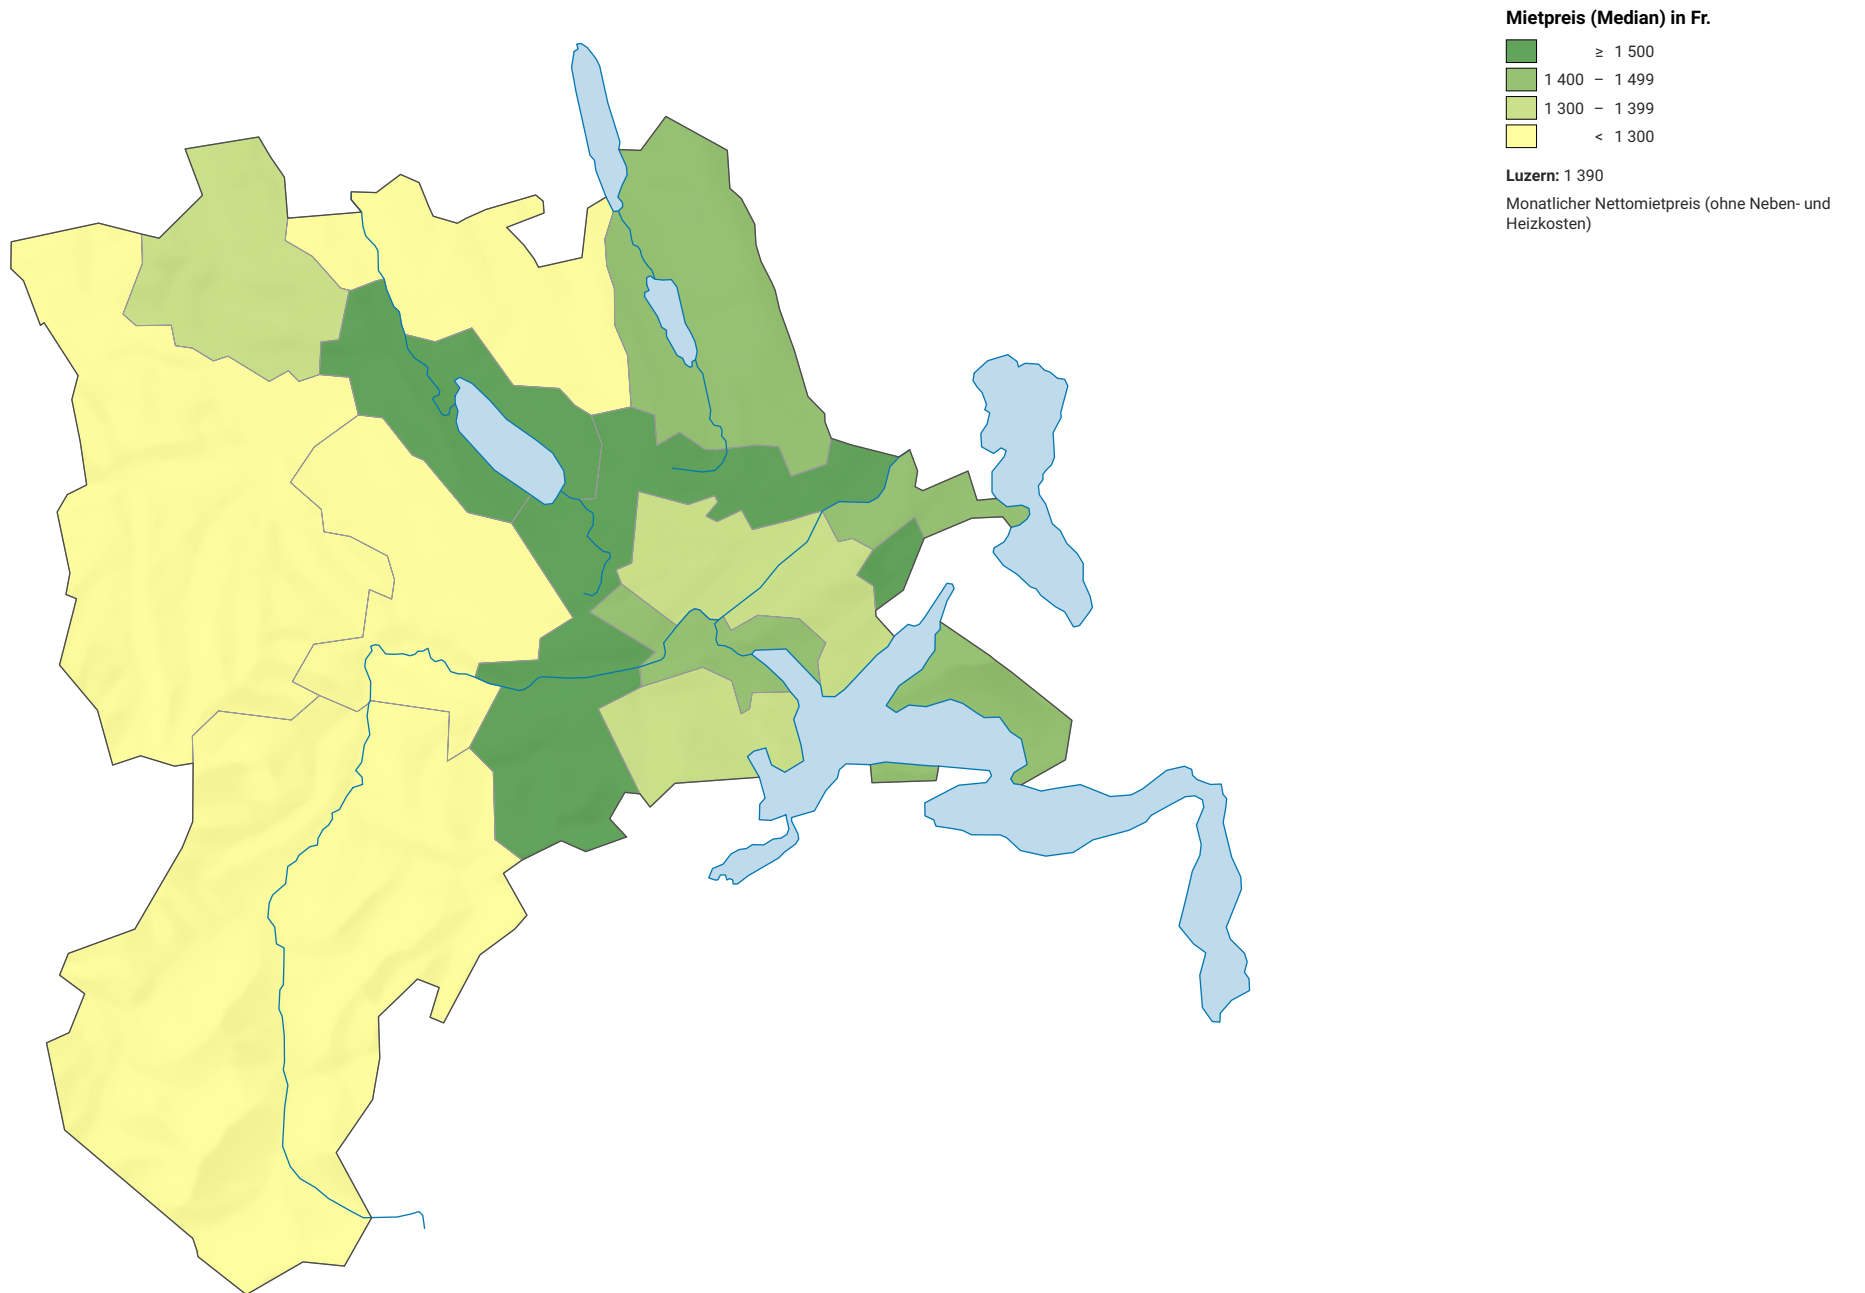 Mietpreis (Median) in Fr.
≥ 1 500
1 400 – 1 499
1 300 – 1 399
< 1 300
Luzern: 1 390
Monatlicher Nettomietpreis (ohne Neben- und
Heizkosten)